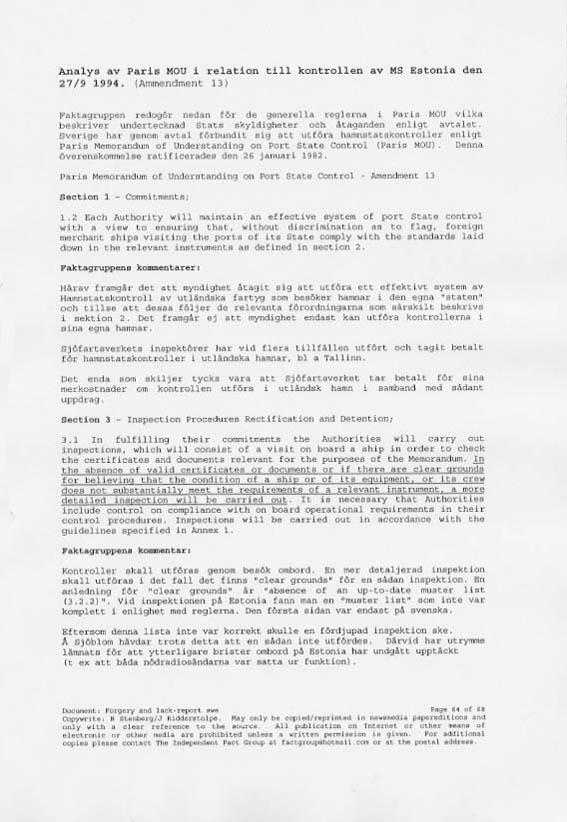 Analys av Paris MOU i relation till kontrollen av MS Estonia den
27/9 1994. (Ammendment 13)
Faktagruppen redogör nedan för de generella reglerna i Paris MOU vilka
beskriver undertecknad Stats skyldigheter och åtaganden enligt avtalet.
Sverige har genom avtal förbundit sig att utföra hamnstatskontroller enligt
Paris Memorandum of Understanding on Port State Control (Paris MOU). Denna
överenskommelse ratificerades den 26 januari 1982.
Paris Memorandum of Understanding on Port State Control - Amendment 13
Section 1 – Commitments;
1.2 Each Authority will maintain an effective system of port State control
with a view to ensuring that, without discrimination as to flag, foreign
merchant ships visiting the ports of its State comply with the standards laid
down in the relevant instruments as defined in section 2.
Faktagruppens kommentarer:
Härav framgår det att myndighet åtagit sig att utföra ett effektivt system av
Hamnstatskontroll av utländska fartyg som besöker hamnar i den egna "staten"
och tillse att dessa följer de relevanta förordningarna som särskilt beskrivs
i sektion 2. Det framgår ej att myndighet endast kan utföra kontrollerna i
sina egna hamnar.
Sjöfartsverkets inspektörer har vid flera tillfällen utfört och tagit betalt
för hamnstatskontroller i utländska hamnar, bl a Tallinn.
Det enda som skiljer tycks vara att Sjöfartsverket tar betalt för sina
merkostnader om kontrollen utförs i utländsk hamn i samband med sådant
uppdrag.
Section 3 – Inspection Procedures Rectification and Detention;
3.1 In fulfilling their commitments the Authorities will carry out
inspections, which will consist of a visit on board a ship in order to check
the certificates and documents relevant for the purposes of the Memorandum. In
the absence of valid certificates or documents or if there are clear grounds
for believing that the condition of a ship or of its equipment, or its crew
does not substantially meet the requirements of a relevant instrument, a more
detailed inspection will be carried out. It is necessary that Authorities
include control on compliance with on board operational requirements in their
control procedures. Inspections will be carried out in accordance with the
guidelines specified in Annex 1.
Faktagruppens kommentar:
Kontroller skall utföras genom besök ombord. En mer detaljerad inspektion
skall utföras i det fall det finns "clear grounds" för en sådan inspektion. En
anledning för "clear grounds" är "absence of an up-to-date muster list
(3.2.2)". Vid inspektionen på Estonia fann man en "muster list" som inte var
komplett i enlighet med reglerna. Den första sidan var endast på svenska.
Eftersom denna lista inte var korrekt skulle en fördjupad inspektion ske.
Å Sjöblom hävdar trots detta att en sådan inte utfördes. Därvid har utrymme
lämnats för att ytterligare brister ombord på Estonia har undgått upptäckt
(t ex att båda nödradiosändarna var satta ur funktion).
Document: Forgery and lack-report swe Page 64 of 68
Copywrite: B Stenberg/J Ridderstolpe. May only be copied/reprinted in newsmedia papereditions and
only with a clear reference to the source. All publication on Internet or other means of
electronic or other media are prohibited unless a written permission is given. For additional
copies please contact The Independent Fact Group at factgroup@hotmail.com or at the postal address.